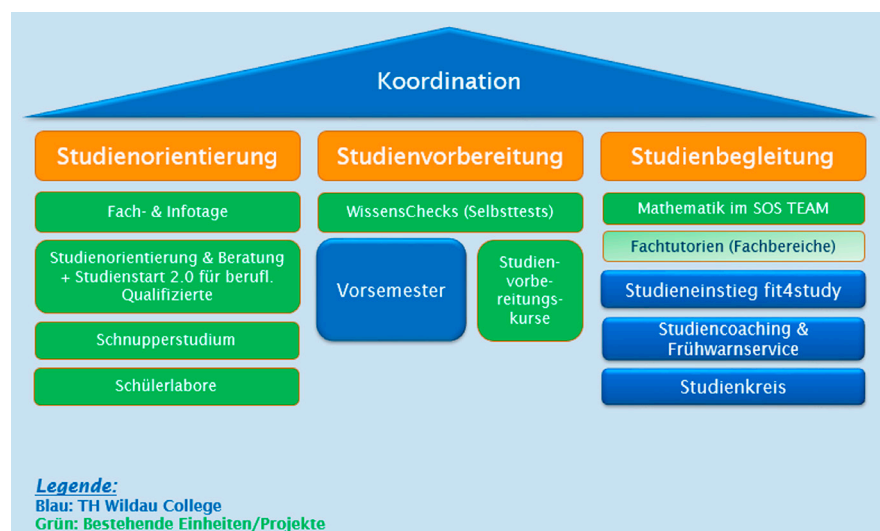 Koordination
Studienorientierung
Fach- & Infotage
Studienorientierung & Beratung
+ Studienstart 2.0 für berufl.
Qualifizierte
Schnupperstudium
Schülerlabore
Studienvorbereitung
WissensChecks (Selbsttests)
Vorsemester
Studien-
vorbe-
reitungs-
kurse
Studienbegleitung
Mathematik im SOS TEAM
Fachtutorien (Fachbereiche)
Studieneinstieg fit4study
Studiencoaching &
Frühwarnservice
Studienkreis
Legende:
Blau: TH Wildau College
Grün: Bestehende Einheiten/Projekte